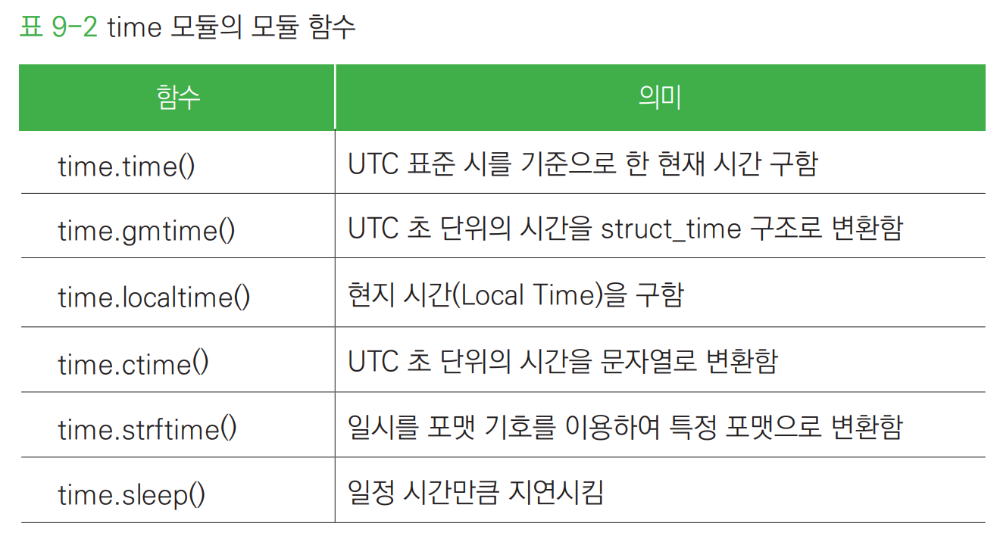 표 9-2 time 모듈의 모듈 함수
함수 의미
time.time() UTC 표준 시를 기준으로 한 현재 시간 구함
time.gmtime() UTC 초 단위의 시간을 struct_time 구조로 변환함
time.localtime() 현지 시간(Local Time)을 구함
time.ctime() UTC 초 단위의 시간을 문자열로 변환함
time.strftime() 일시를 포맷 기호를 이용하여 특정 포맷으로 변환함
time.sleep() 일정 시간만큼 지연시킴